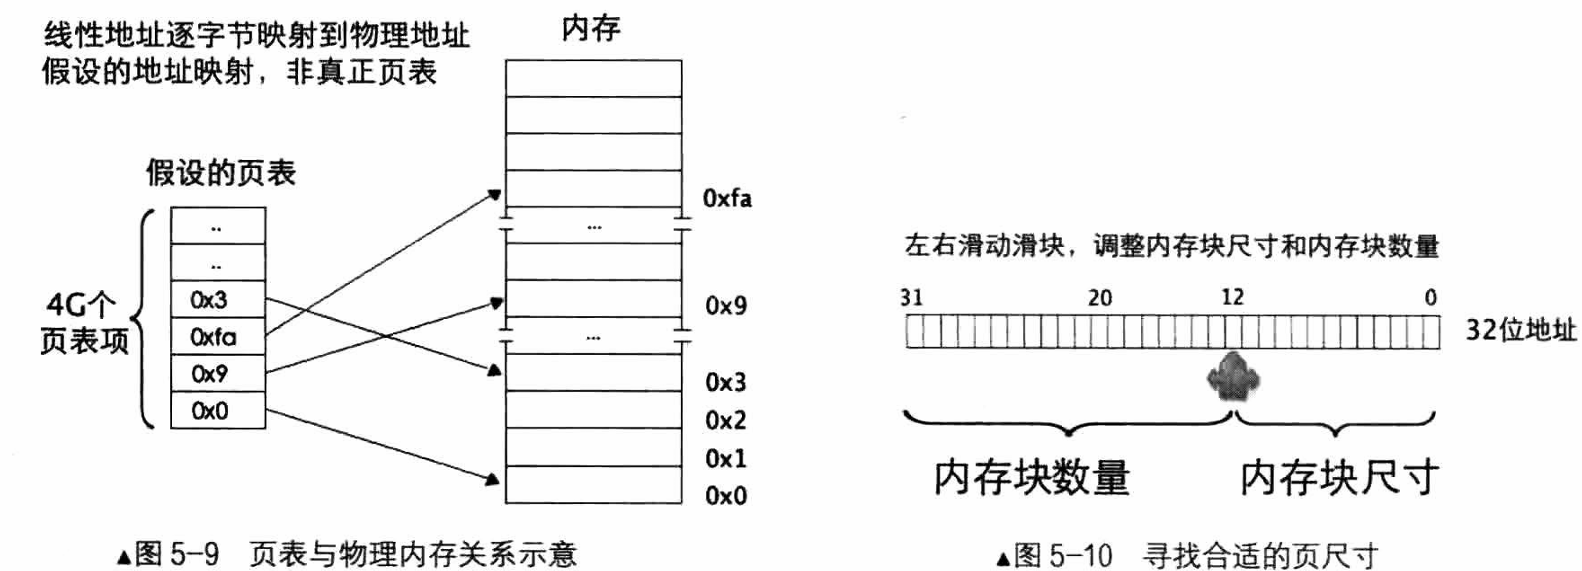 线性地址逐字节映射到物理地址
假设的地址映射，非真正页表
内存
假设的页表
4G个
页表项
..
..
0x3
0xfa
0x9
0x0
0xfa
...
0x9
...
0x3
0x2
0x1
0x0
▲图 5-9 页表与物理内存关系示意
左右滑动滑块，调整内存块尺寸和内存块数量
31 20 12 0
32位地址
内存块数量 内存块尺寸
▲图 5-10 寻找合适的页尺寸